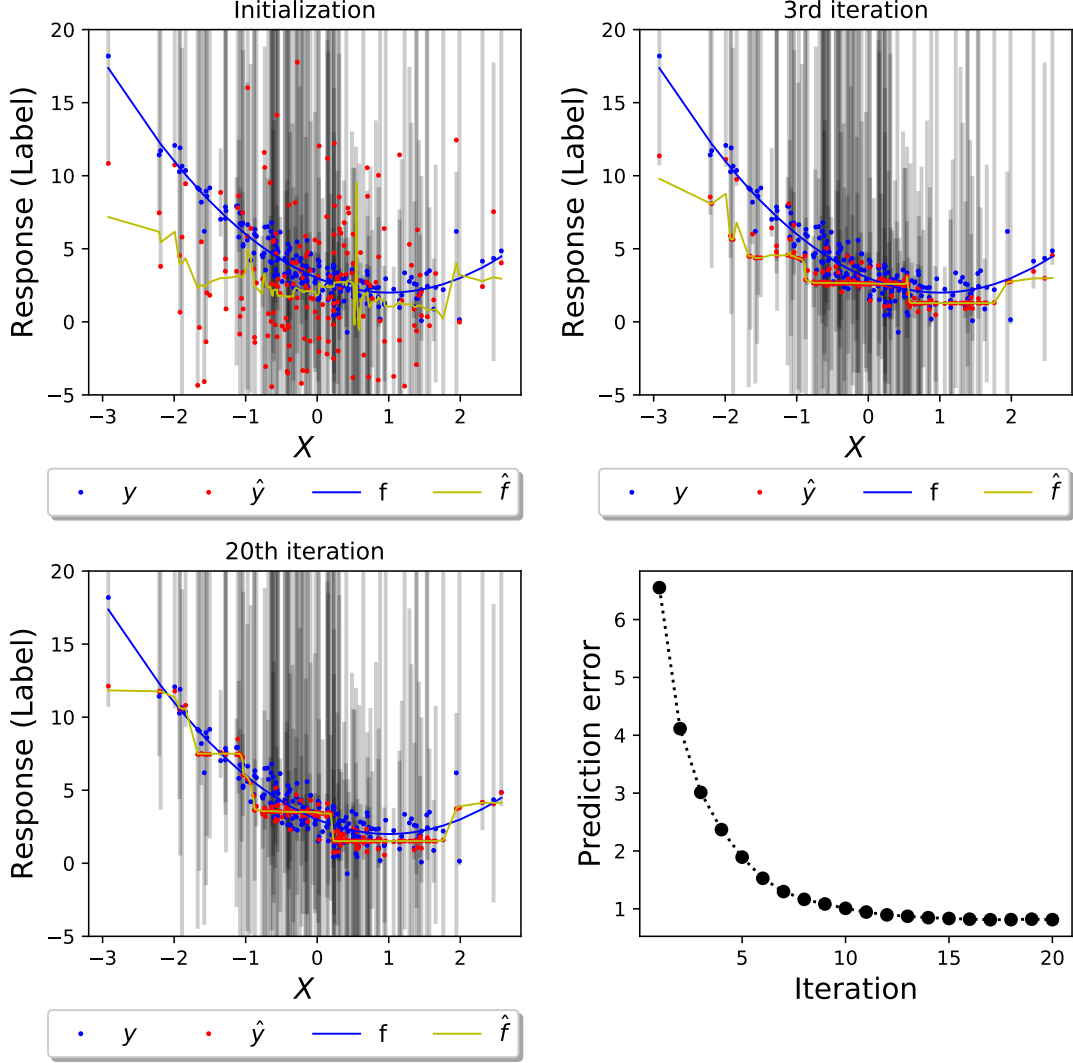 Initialization
Response (Label)
20
15
10
5
0
−5
−3 −2 −1 0 1 2
X
y ŷ f f̂
3rd iteration
Response (Label)
20
15
10
5
0
−5
−3 −2 −1 0 1 2
X
y ŷ f f̂
20th iteration
Response (Label)
20
15
10
5
0
−5
−3 −2 −1 0 1 2
X
y ŷ f f̂
Prediction error
6
5
4
3
2
1
5 10 15 20
Iteration